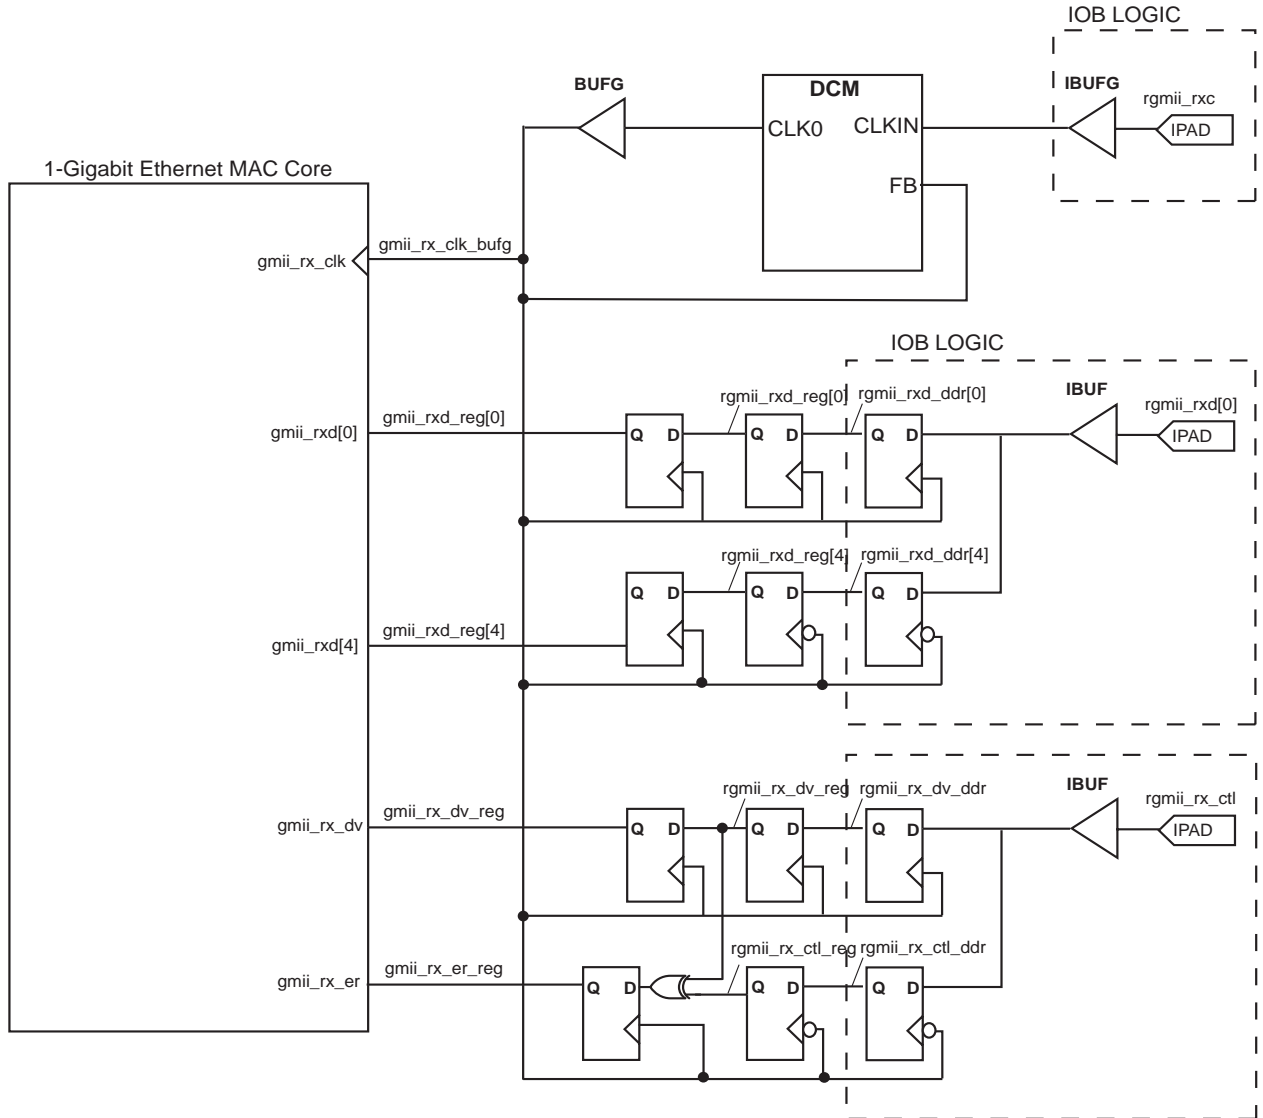 IOB LOGIC
BUFG
DCM
IBUFG
rgmii_rxc
CLK0
CLKIN
IPAD
FB
1-Gigabit Ethernet MAC Core
gmii_rx_clk
gmii_rx_clk_bufg
IOB LOGIC
gmii_rxd[0]
gmii_rxd_reg[0]
rgmii_rxd_reg[0]
rgmii_rxd_ddr[0]
IBUF
rgmii_rxd[0]
Q D
Q D
Q D
IPAD
rgmii_rxd_reg[4]
rgmii_rxd_ddr[4]
Q D
Q D
Q D
gmii_rxd[4]
gmii_rxd_reg[4]
gmii_rx_dv
gmii_rx_dv_reg
rgmii_rx_dv_reg
rgmii_rx_dv_ddr
IBUF
rgmii_rx_ctl
Q D
Q D
Q D
IPAD
gmii_rx_er
gmii_rx_er_reg
rgmii_rx_ctl_reg
rgmii_rx_ctl_ddr
Q D
Q D
Q D